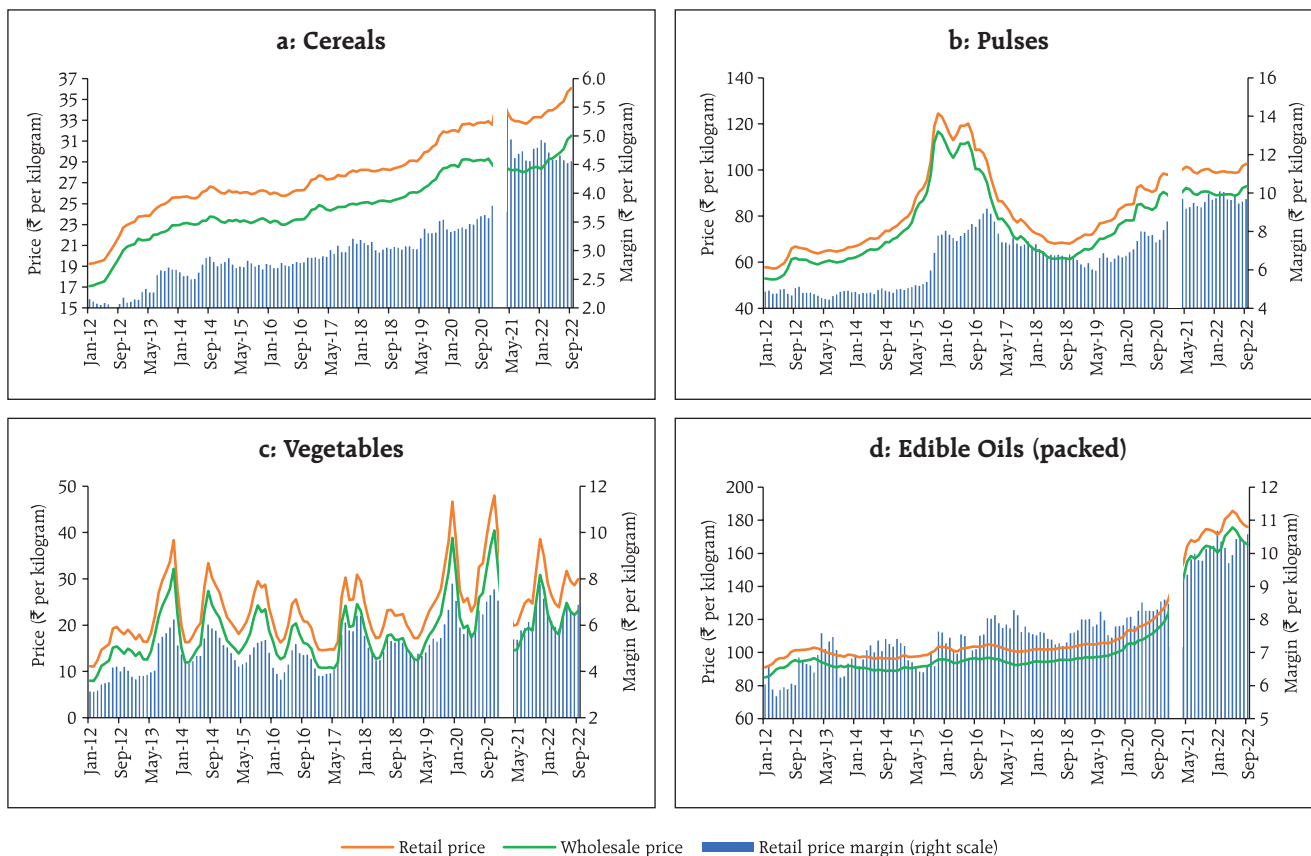 a: Cereals
Price (₹ per kilogram)
37
35
33
31
29
27
25
23
21
19
17
15
6.0
5.0
4.0
3.0
2.0
Margin (₹ per kilogram)
Jan-12
Sep-12
May-13
Jan-14
Sep-14
May-15
Jan-16
Sep-16
May-17
Jan-18
Sep-18
May-19
Jan-20
Sep-20
May-21
Jan-22
Sep-22
b: Pulses
Price (₹ per kilogram)
140
120
100
80
60
40
16
14
12
10
8
6
4
Margin (₹ per kilogram)
Jan-12
Sep-12
May-13
Jan-14
Sep-14
May-15
Jan-16
Sep-16
May-17
Jan-18
Sep-18
May-19
Jan-20
Sep-20
May-21
Jan-22
Sep-22
c: Vegetables
Price (₹ per kilogram)
50
40
30
20
10
0
12
10
8
6
4
2
Margin (₹ per kilogram)
Jan-12
Sep-12
May-13
Jan-14
Sep-14
May-15
Jan-16
Sep-16
May-17
Jan-18
Sep-18
May-19
Jan-20
Sep-20
May-21
Jan-22
Sep-22
d: Edible Oils (packed)
Price (₹ per kilogram)
200
180
160
140
120
100
80
60
12
11
10
9
8
7
6
5
Margin (₹ per kilogram)
Jan-12
Sep-12
May-13
Jan-14
Sep-14
May-15
Jan-16
Sep-16
May-17
Jan-18
Sep-18
May-19
Jan-20
Sep-20
May-21
Jan-22
Sep-22
Retail price
Wholesale price
Retail price margin (right scale)